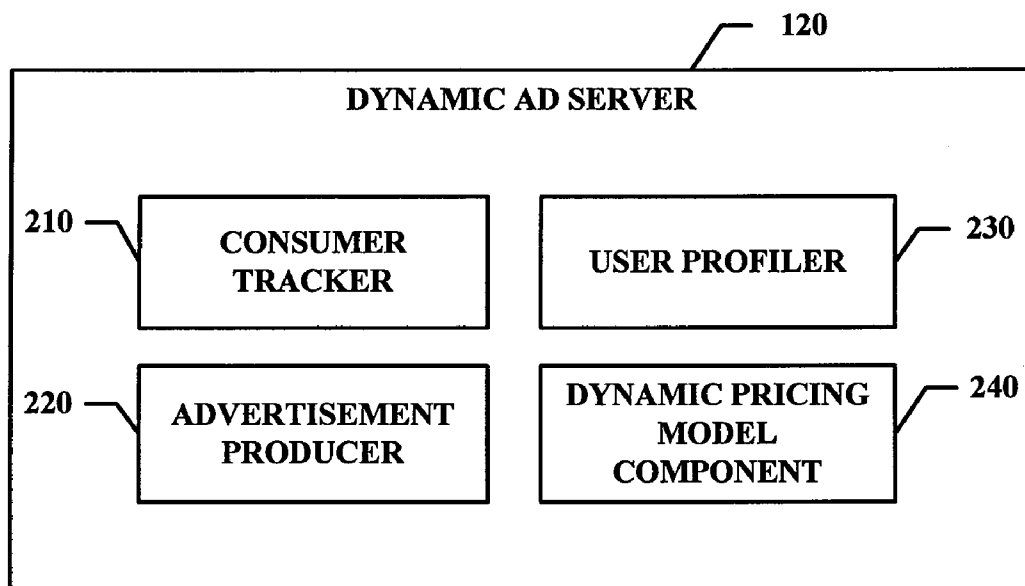 120
DYNAMIC AD SERVER
210
CONSUMER
TRACKER
USER PROFILER
230
220
ADVERTISEMENT
PRODUCER
DYNAMIC PRICING
MODEL
COMPONENT
240